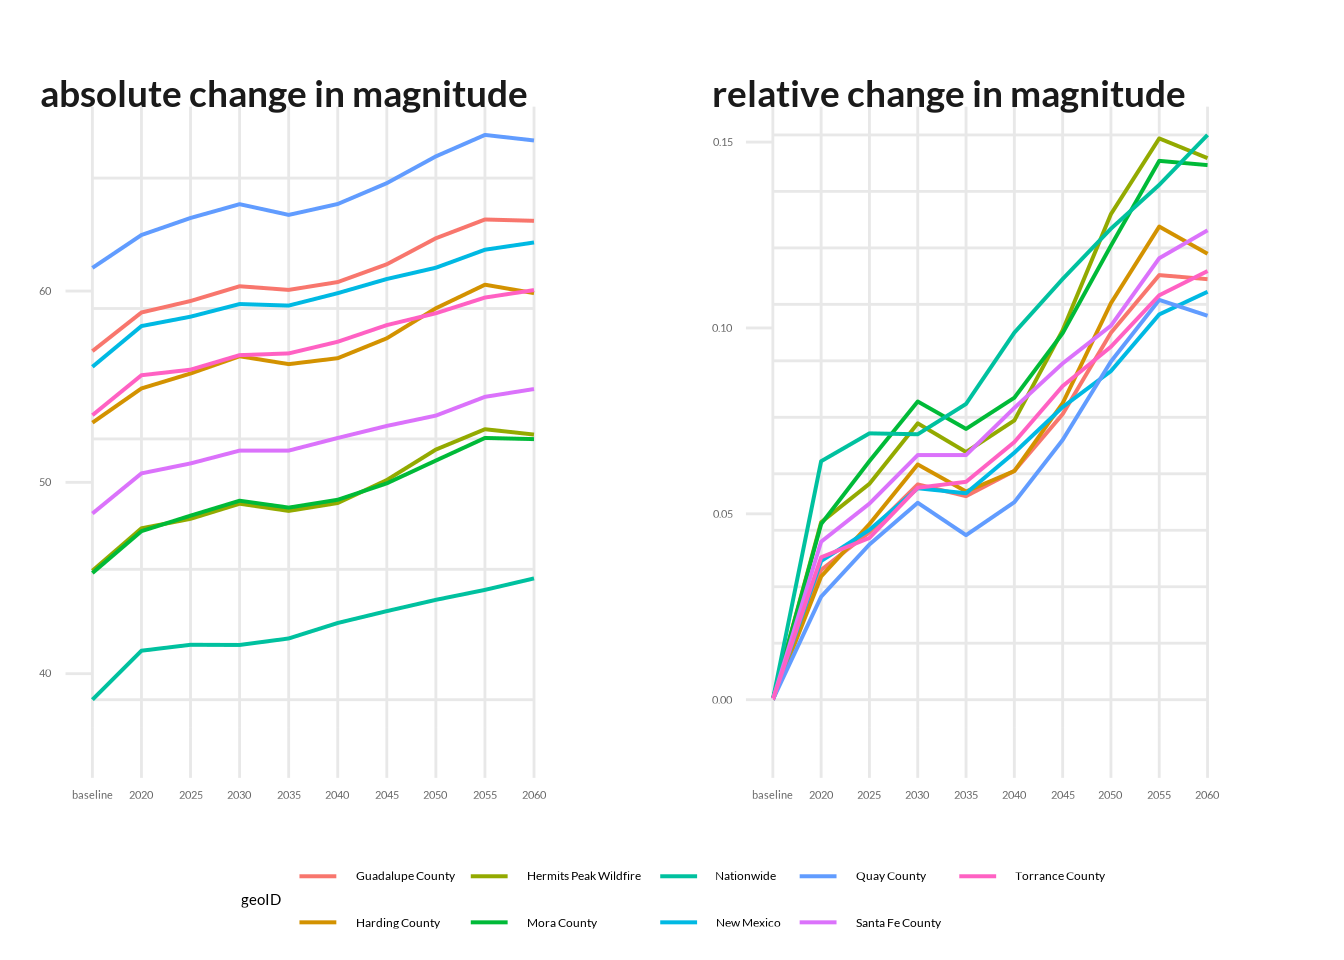 absolute change in magnitude
relative change in magnitude
60
50
40
baseline 2020 2025 2030 2035 2040 2045 2050 2055 2060
0.15
0.10
0.05
0.00
baseline 2020 2025 2030 2035 2040 2045 2050 2055 2060
geoID
Guadalupe County Hermits Peak Wildfire Nationwide Quay County Torrance County
Harding County Mora County New Mexico Santa Fe County